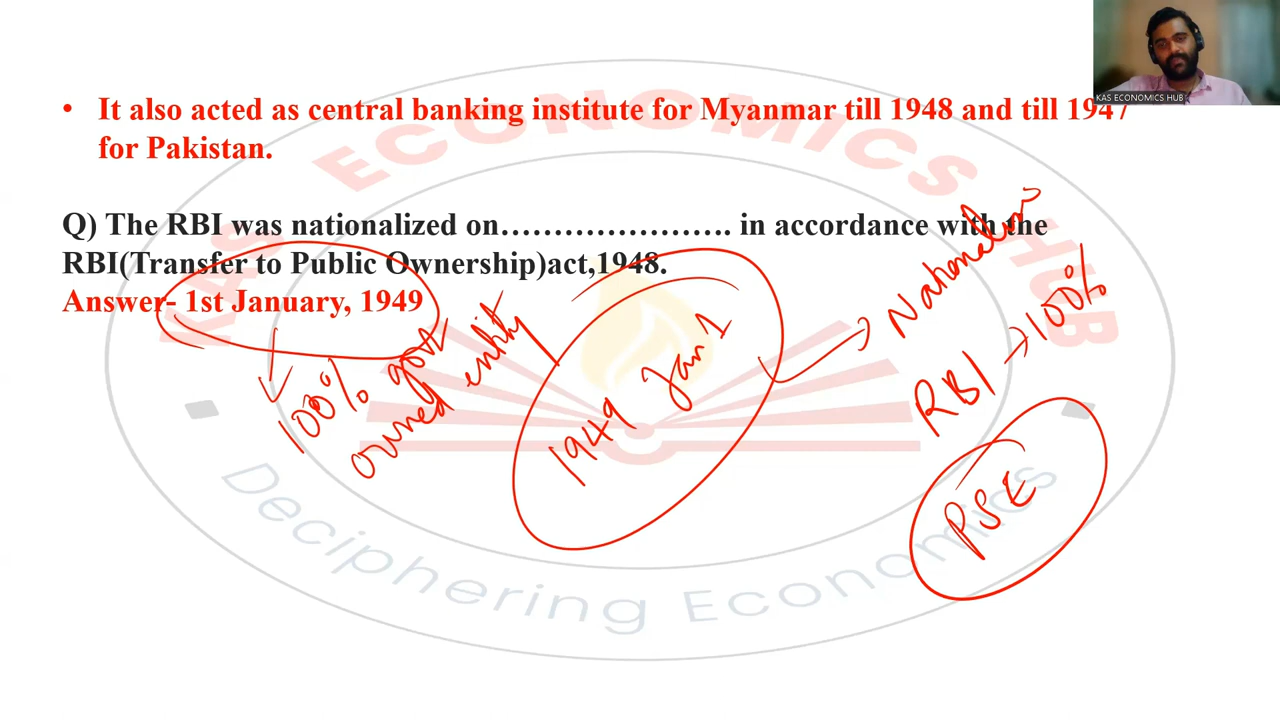 KAS ECONOMICS HUB
• It also acted as central banking institute for Myanmar till 1948 and till 1947
for Pakistan.
Q) The RBI was nationalized on…………………. in accordance with the
RBI(Transfer to Public Ownership)act,1948.
Answer- 1st January, 1949
100% govt
owned entity
1949 Jan 1
RBI → 100%
PSE
KAS ECONOMICS HUB
Deciphering Economics